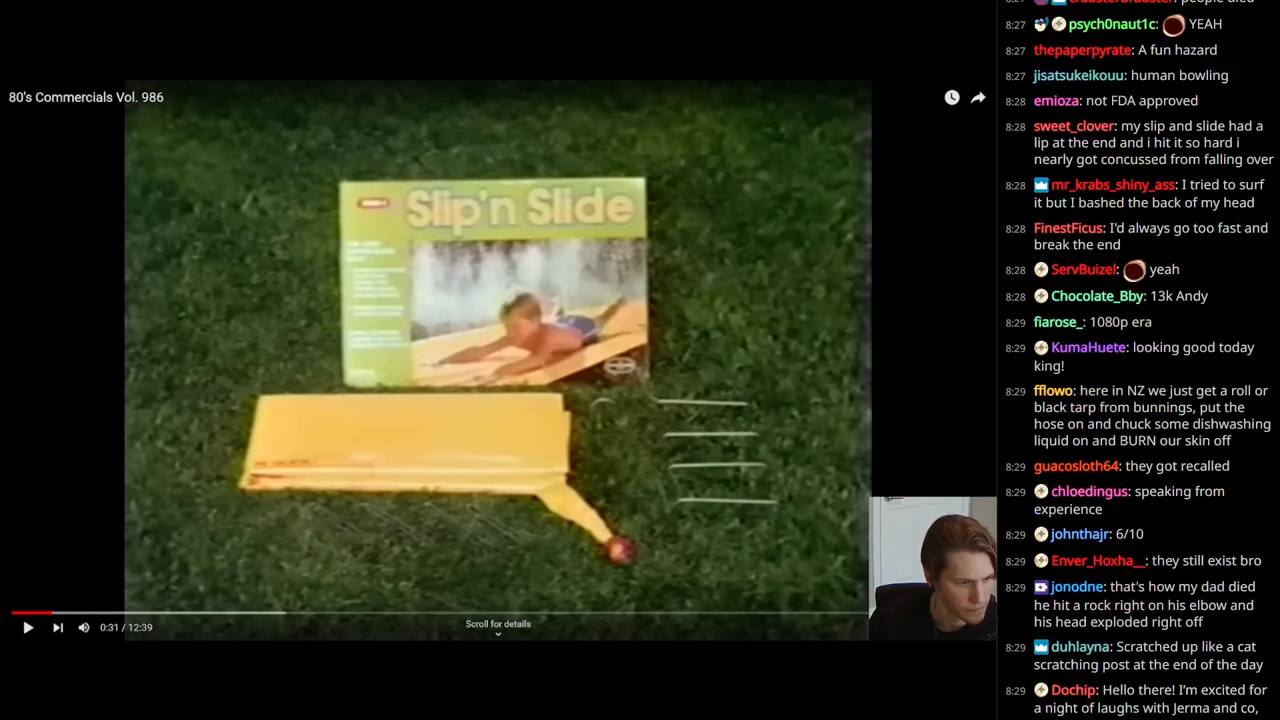 80's Commercials Vol. 986
Slip'n Slide
0:31 / 12:39
Scroll for details
8:27 psych0naut1c: YEAH
8:27 thepaperpyrate: A fun hazard
8:27 jisatsukeikouu: human bowling
8:28 emioza: not FDA approved
8:28 sweet_clover: my slip and slide had a
lip at the end and i hit it so hard i
nearly got concussed from falling over
8:28 mr_krabs_shiny_ass: I tried to surf
it but I bashed the back of my head
8:28 FinestFicus: I'd always go too fast and
break the end
8:28 ServBuizel: yeah
8:28 Chocolate_Bby: 13k Andy
8:29 fiarose_: 1080p era
8:29 KumaHuete: looking good today
king!
8:29 fflowo: here in NZ we just get a roll or
black tarp from bunnings, put the
hose on and chuck some dishwashing
liquid on and BURN our skin off
8:29 guacosloth64: they got recalled
8:29 chloedingus: speaking from
experience
8:29 johnthajr: 6/10
8:29 Enver_Hoxha__: they still exist bro
8:29 jonodne: that's how my dad died
he hit a rock right on his elbow and
his head exploded right off
8:29 duhlayna: Scratched up like a cat
scratching post at the end of the day
8:29 Dochip: Hello there! I'm excited for
a night of laughs with Jerma and co,